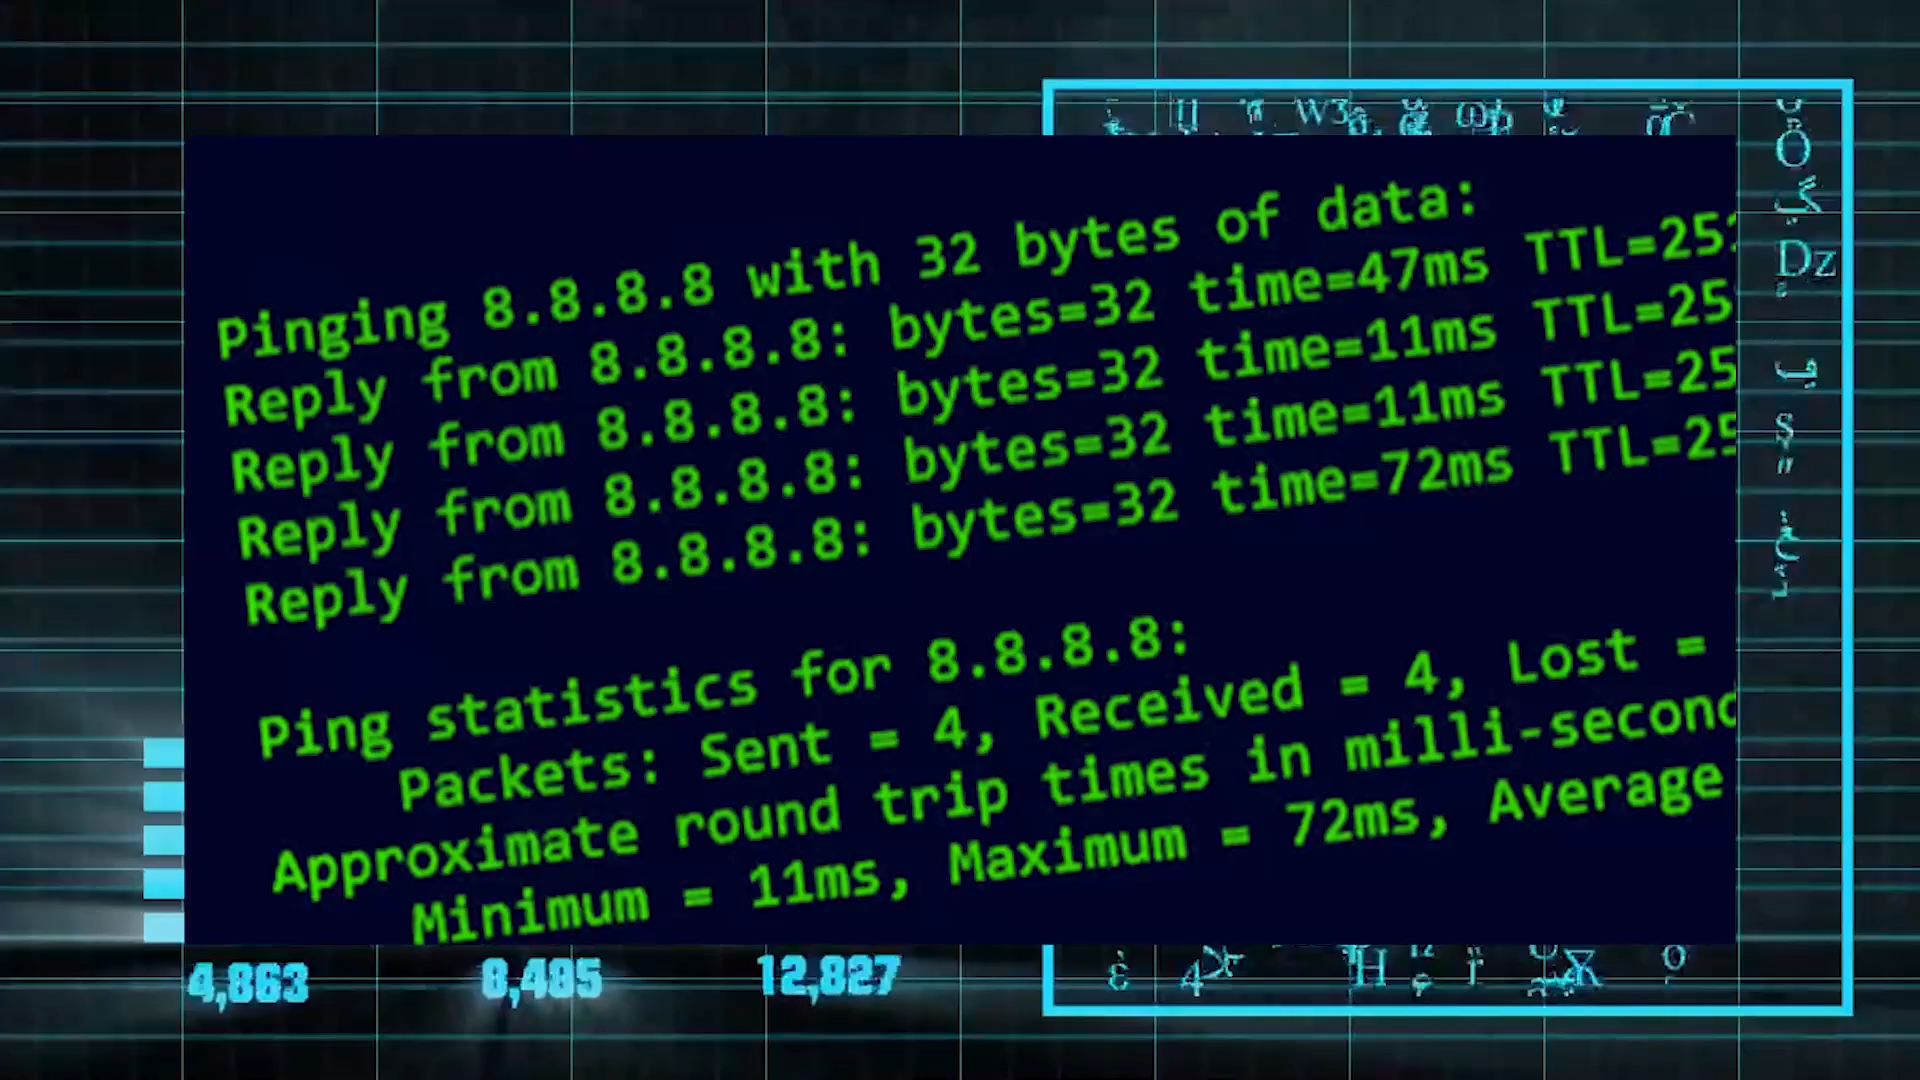 Pinging 8.8.8.8 with 32 bytes of data:
Reply from 8.8.8.8: bytes=32 time=47ms
Reply from 8.8.8.8: bytes=32 time=11ms
Reply from 8.8.8.8: bytes=32 time=11ms
Reply from 8.8.8.8: bytes=32 time=72ms
Ping statistics for 8.8.8.8:
Packets: Sent = 4, Received = 4, Lost =
Approximate round trip times in
Minimum = 11ms, Maximum = 72ms, Average
4,863 8,485 12,827